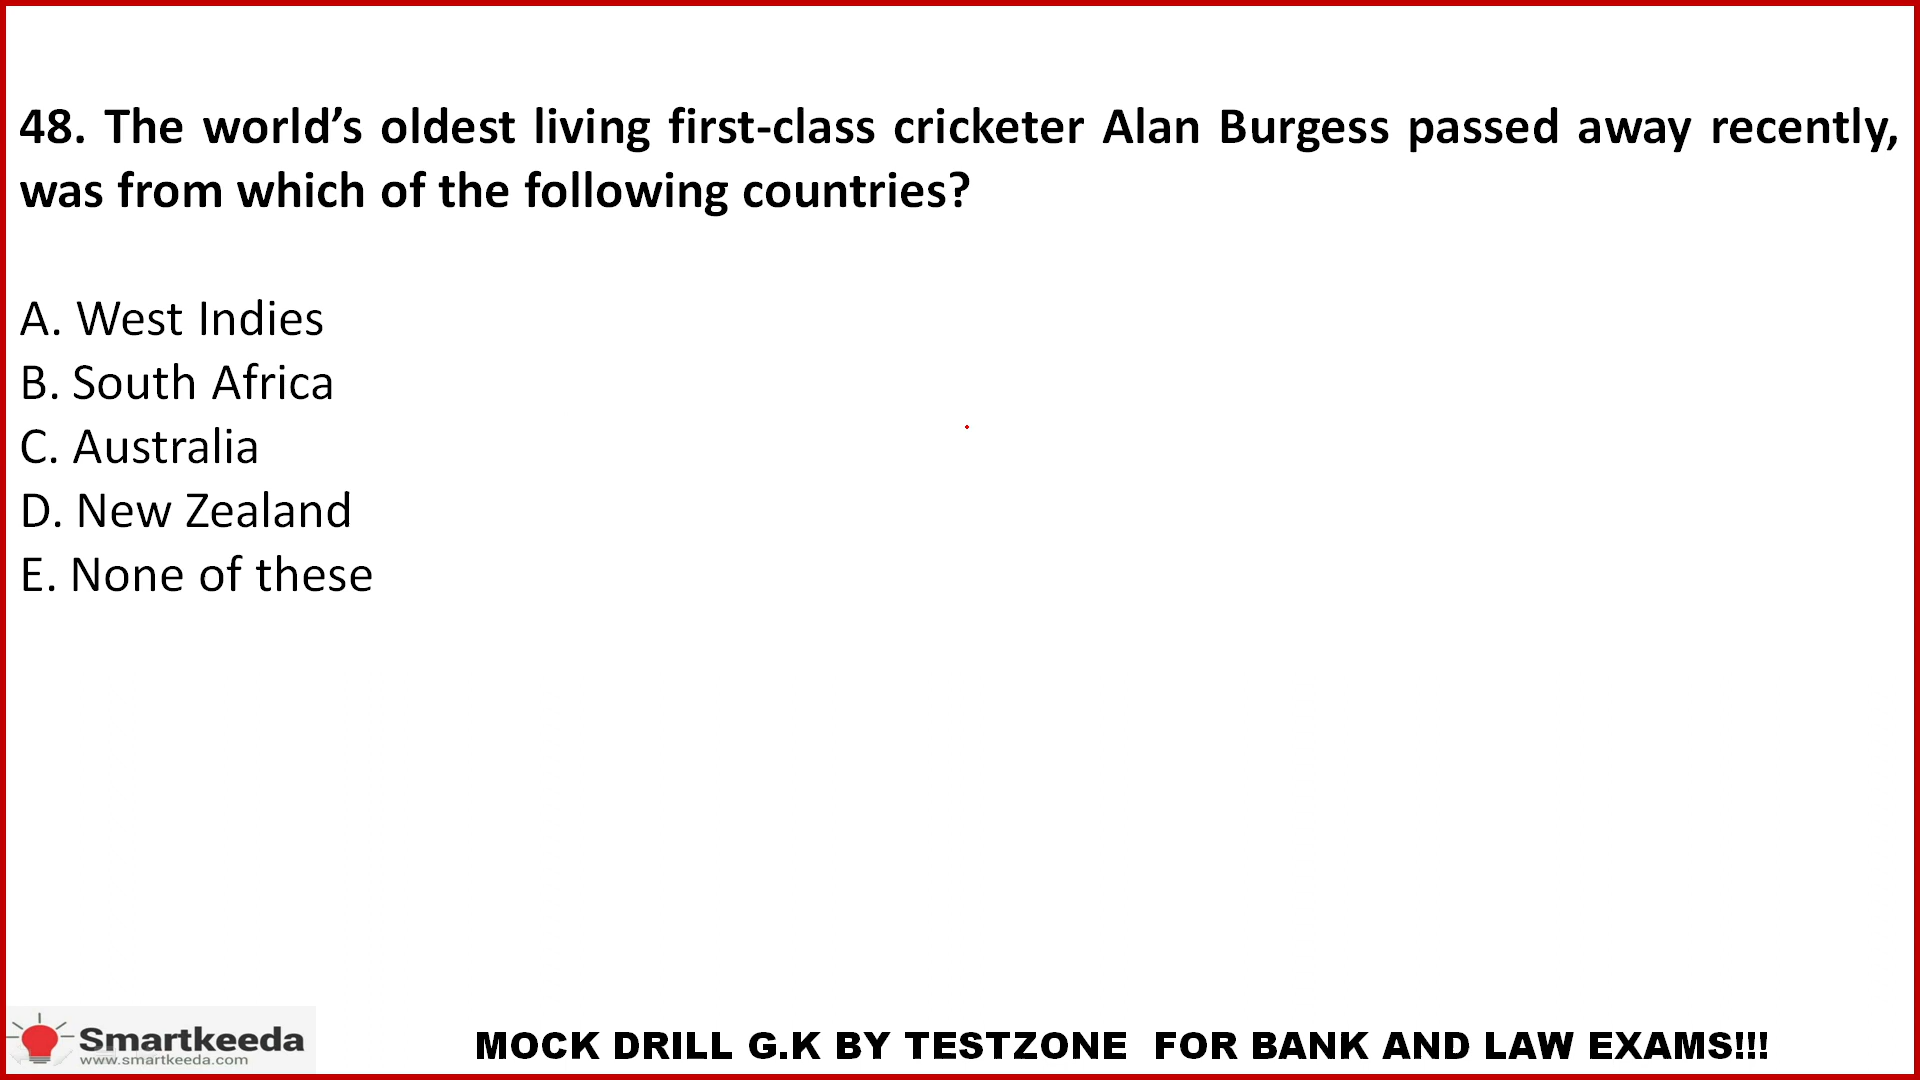 48. The world’s oldest living first-class cricketer Alan Burgess passed away recently,
was from which of the following countries?
A. West Indies
B. South Africa
C. Australia
D. New Zealand
E. None of these
Smartkeeda
www.smartkeeda.com
MOCK DRILL G.K BY TESTZONE FOR BANK AND LAW EXAMS!!!